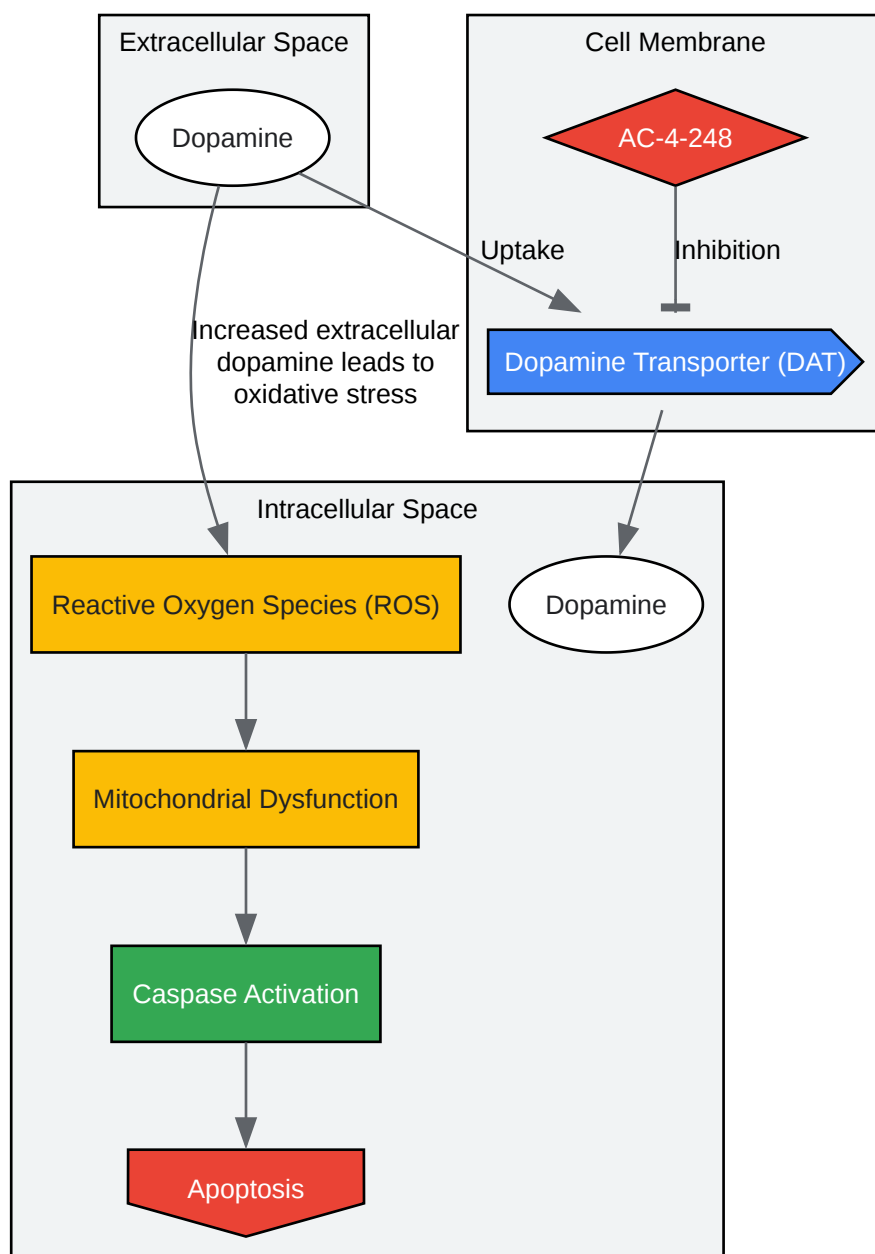 Extracellular Space
Cell Membrane
Dopamine
AC-4-248
Uptake
Inhibition
Increased extracellular
dopamine leads to
oxidative stress
Dopamine Transporter (DAT)
Intracellular Space
Reactive Oxygen Species (ROS)
Dopamine
Mitochondrial Dysfunction
Caspase Activation
Apoptosis